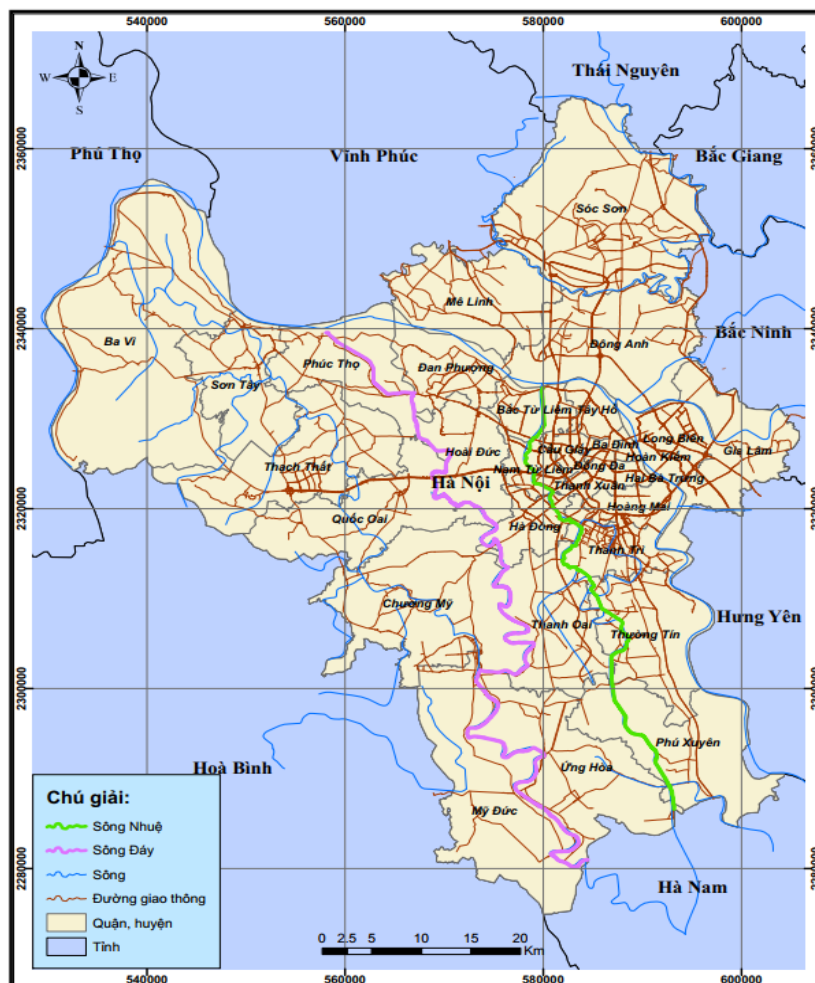 540000 560000 580000 600000
N
W E
S
Thái Nguyên
2360000 2360000
Phú Thọ Vĩnh Phúc Bắc Giang
Sóc Sơn
Mê Linh
2340000 2340000
Ba Vì Đông Anh Bắc Ninh
Phúc Thọ Đan Phượng
Sơn Tây
Bắc Từ Liêm Tây Hồ
Cầu Giấy Ba Đình Long Biên
Hoài Đức Hoàn Kiếm Gia Lâm
Thạch Thất Nam Từ Liêm Đống Đa
Hà Nội Thanh Xuân Hai Bà Trưng
2320000 2320000
Quốc Oai Hà Đông Hoàng Mai
Thanh Trì
Chương Mỹ
Thanh Oai Thường Tín Hưng Yên
2300000 2300000
Phú Xuyên
Hoà Bình Ứng Hòa
Mỹ Đức
2280000 2280000
Hà Nam
Chú giải:
Sông Nhuệ
Sông Đáy
Sông
Đường giao thông
Quận, huyện
Tỉnh
0 2.5 5 10 15 20
Km
540000 560000 580000 600000